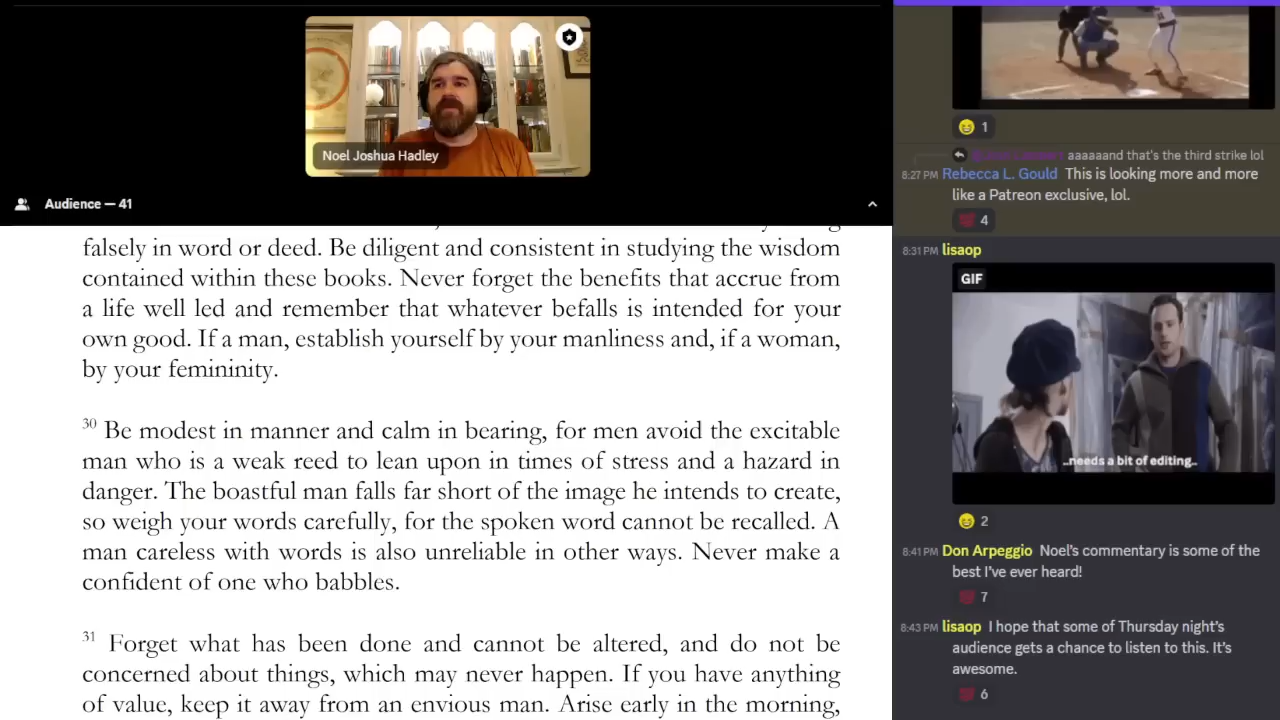 Noel Joshua Hadley
Audience — 41
falsely in word or deed. Be diligent and consistent in studying the wisdom
contained within these books. Never forget the benefits that accrue from
a life well led and remember that whatever befalls is intended for your
own good. If a man, establish yourself by your manliness and, if a woman,
by your femininity.
30 Be modest in manner and calm in bearing, for men avoid the excitable
man who is a weak reed to lean upon in times of stress and a hazard in
danger. The boastful man falls far short of the image he intends to create,
so weigh your words carefully, for the spoken word cannot be recalled. A
man careless with words is also unreliable in other ways. Never make a
confident of one who babbles.
31 Forget what has been done and cannot be altered, and do not be
concerned about things, which may never happen. If you have anything
of value, keep it away from an envious man. Arise early in the morning,
1
aaaaand that's the third strike lol
8:27 PM Rebecca L. Gould This is looking more and more
like a Patreon exclusive, lol.
4
8:31 PM lisaop
GIF
..needs a bit of editing..
2
8:41 PM Don Arpeggio Noel's commentary is some of the
best I've ever heard!
7
8:43 PM lisaop I hope that some of Thursday night's
audience gets a chance to listen to this. It's
awesome.
6